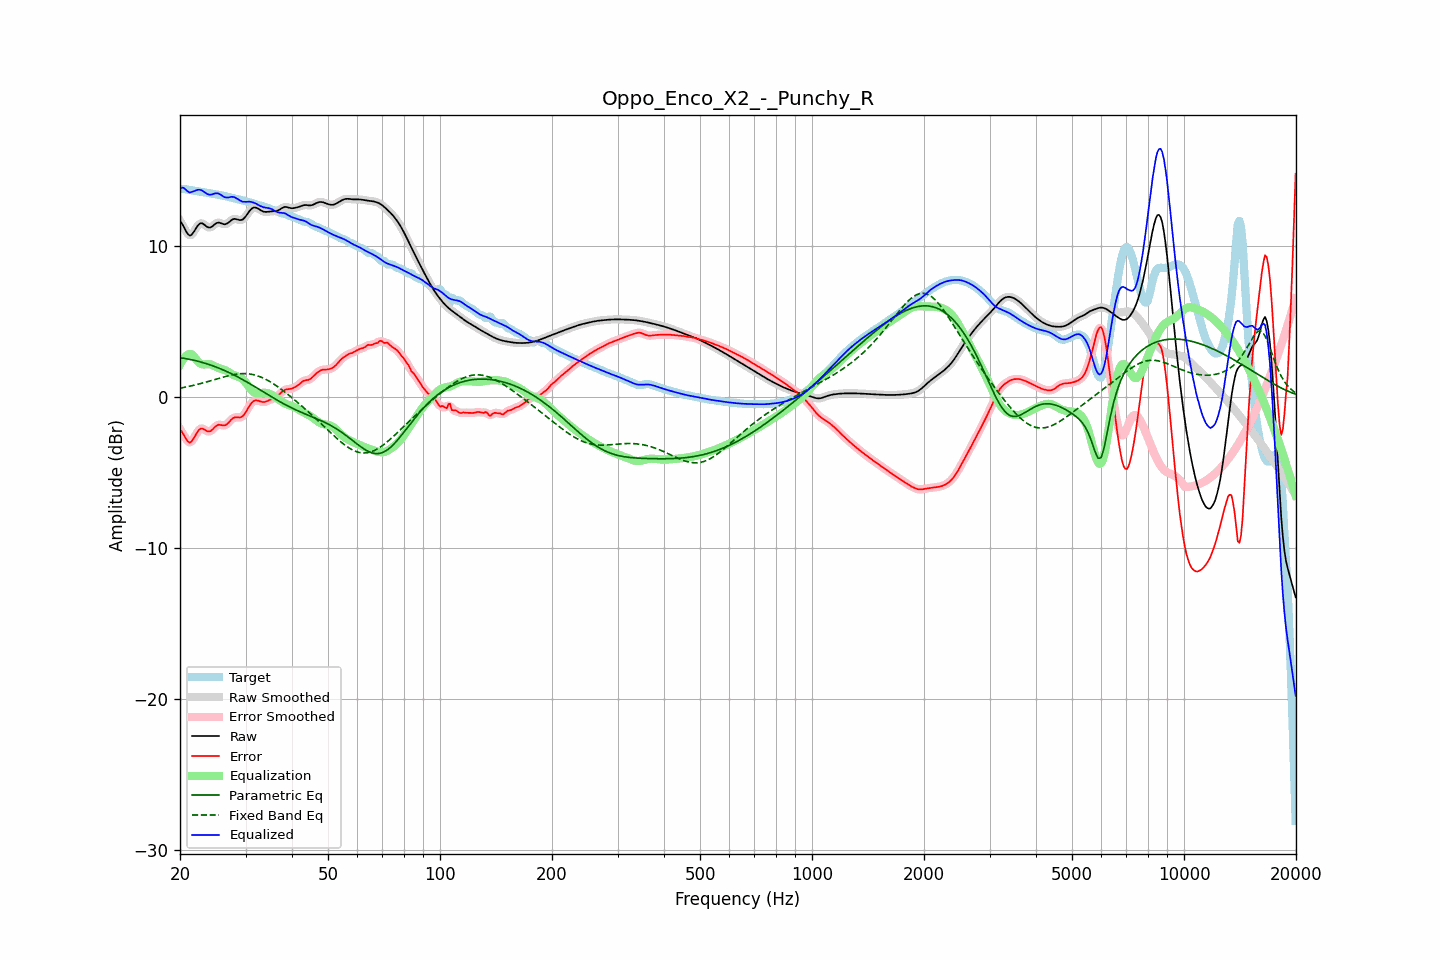 Oppo_Enco_X2_-_Punchy_R
Amplitude (dBr)
10
0
−10
−20
−30
Target
Raw Smoothed
Error Smoothed
Raw
Error
Equalization
Parametric Eq
Fixed Band Eq
Equalized
20
50
100
200
500
1000
2000
5000
10000
20000
Frequency (Hz)